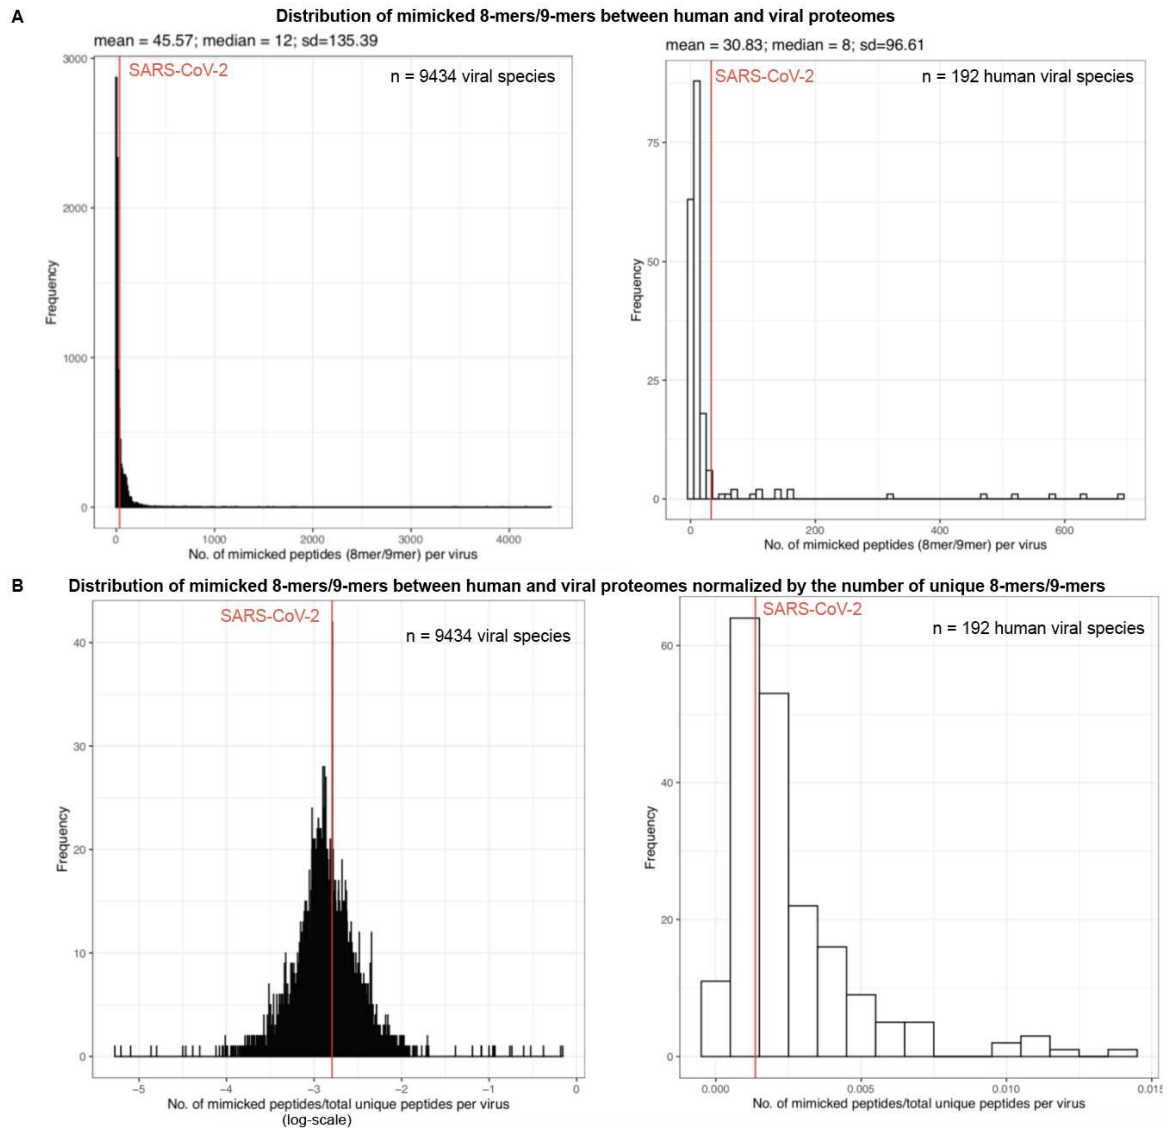 A
Distribution of mimicked 8-mers/9-mers between human and viral proteomes
mean = 45.57; median = 12; sd=135.39
SARS-CoV-2
n = 9434 viral species
3000
2000
1000
0
Frequency
0 1000 2000 3000 4000
No. of mimicked peptides (8mer/9mer) per virus
mean = 30.83; median = 8; sd=96.61
SARS-CoV-2
n = 192 human viral species
75
50
25
0
Frequency
0 200 400 600
No. of mimicked peptides (8mer/9mer) per virus
B
Distribution of mimicked 8-mers/9-mers between human and viral proteomes normalized by the number of unique 8-mers/9-mers
SARS-CoV-2
n = 9434 viral species
40
30
20
10
0
Frequency
−5 −4 −3 −2 −1 0
No. of mimicked peptides/total unique peptides per virus
(log-scale)
SARS-CoV-2
n = 192 human viral species
60
40
20
0
Frequency
0.000 0.005 0.010 0.015
No. of mimicked peptides/total unique peptides per virus